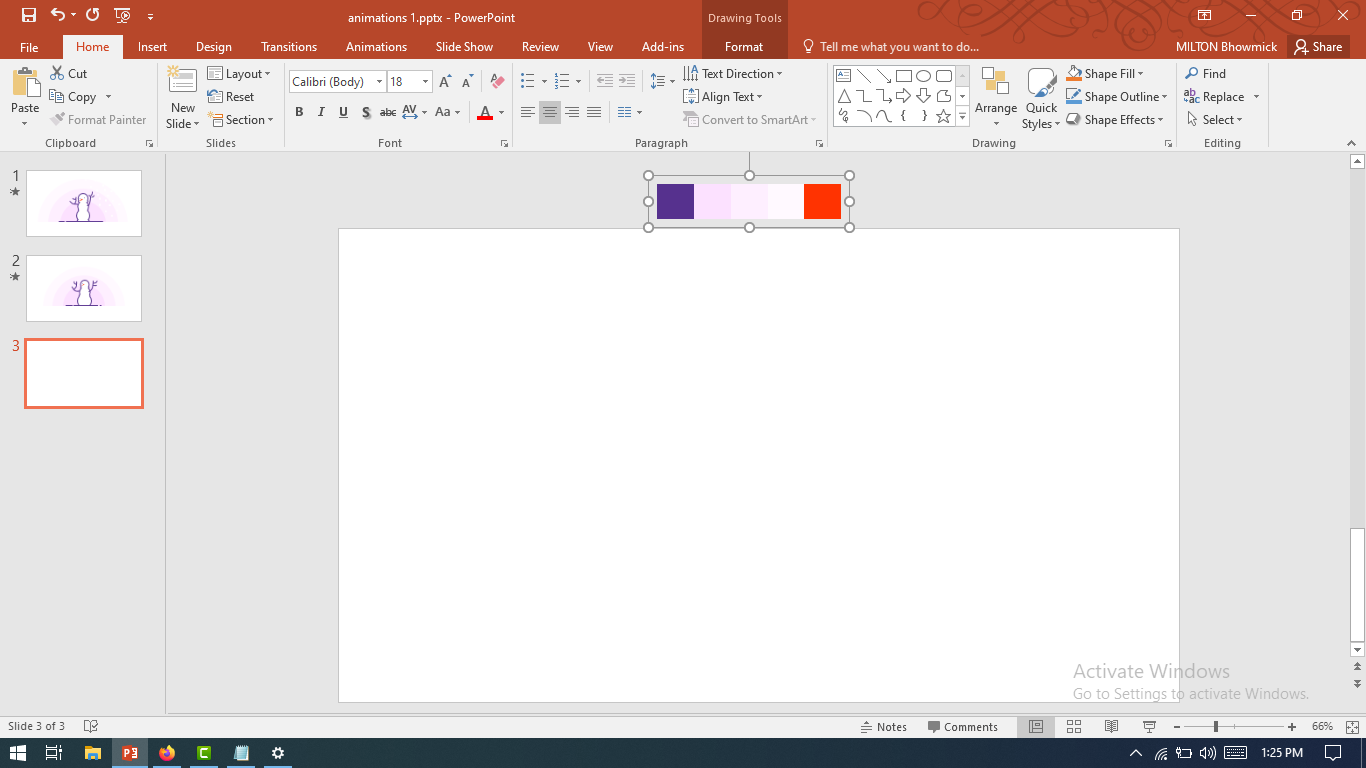 animations 1.pptx - PowerPoint
Drawing Tools
File Home Insert Design Transitions Animations Slide Show Review View Add-ins Format Tell me what you want to do... MILTON Bhowmick Share
Paste
Cut
Copy
Format Painter
Clipboard
New
Slide
Layout
Reset
Section
Slides
Calibri (Body) 18
B I U S abc AV Aa A
Font
Text Direction
Align Text
Convert to SmartArt
Paragraph
Arrange
Quick
Styles
Shape Fill
Shape Outline
Shape Effects
Drawing
Find
Replace
Select
Editing
1
2
3
Activate Windows
Go to Settings to activate Windows.
Slide 3 of 3 Notes Comments 66%
1:25 PM